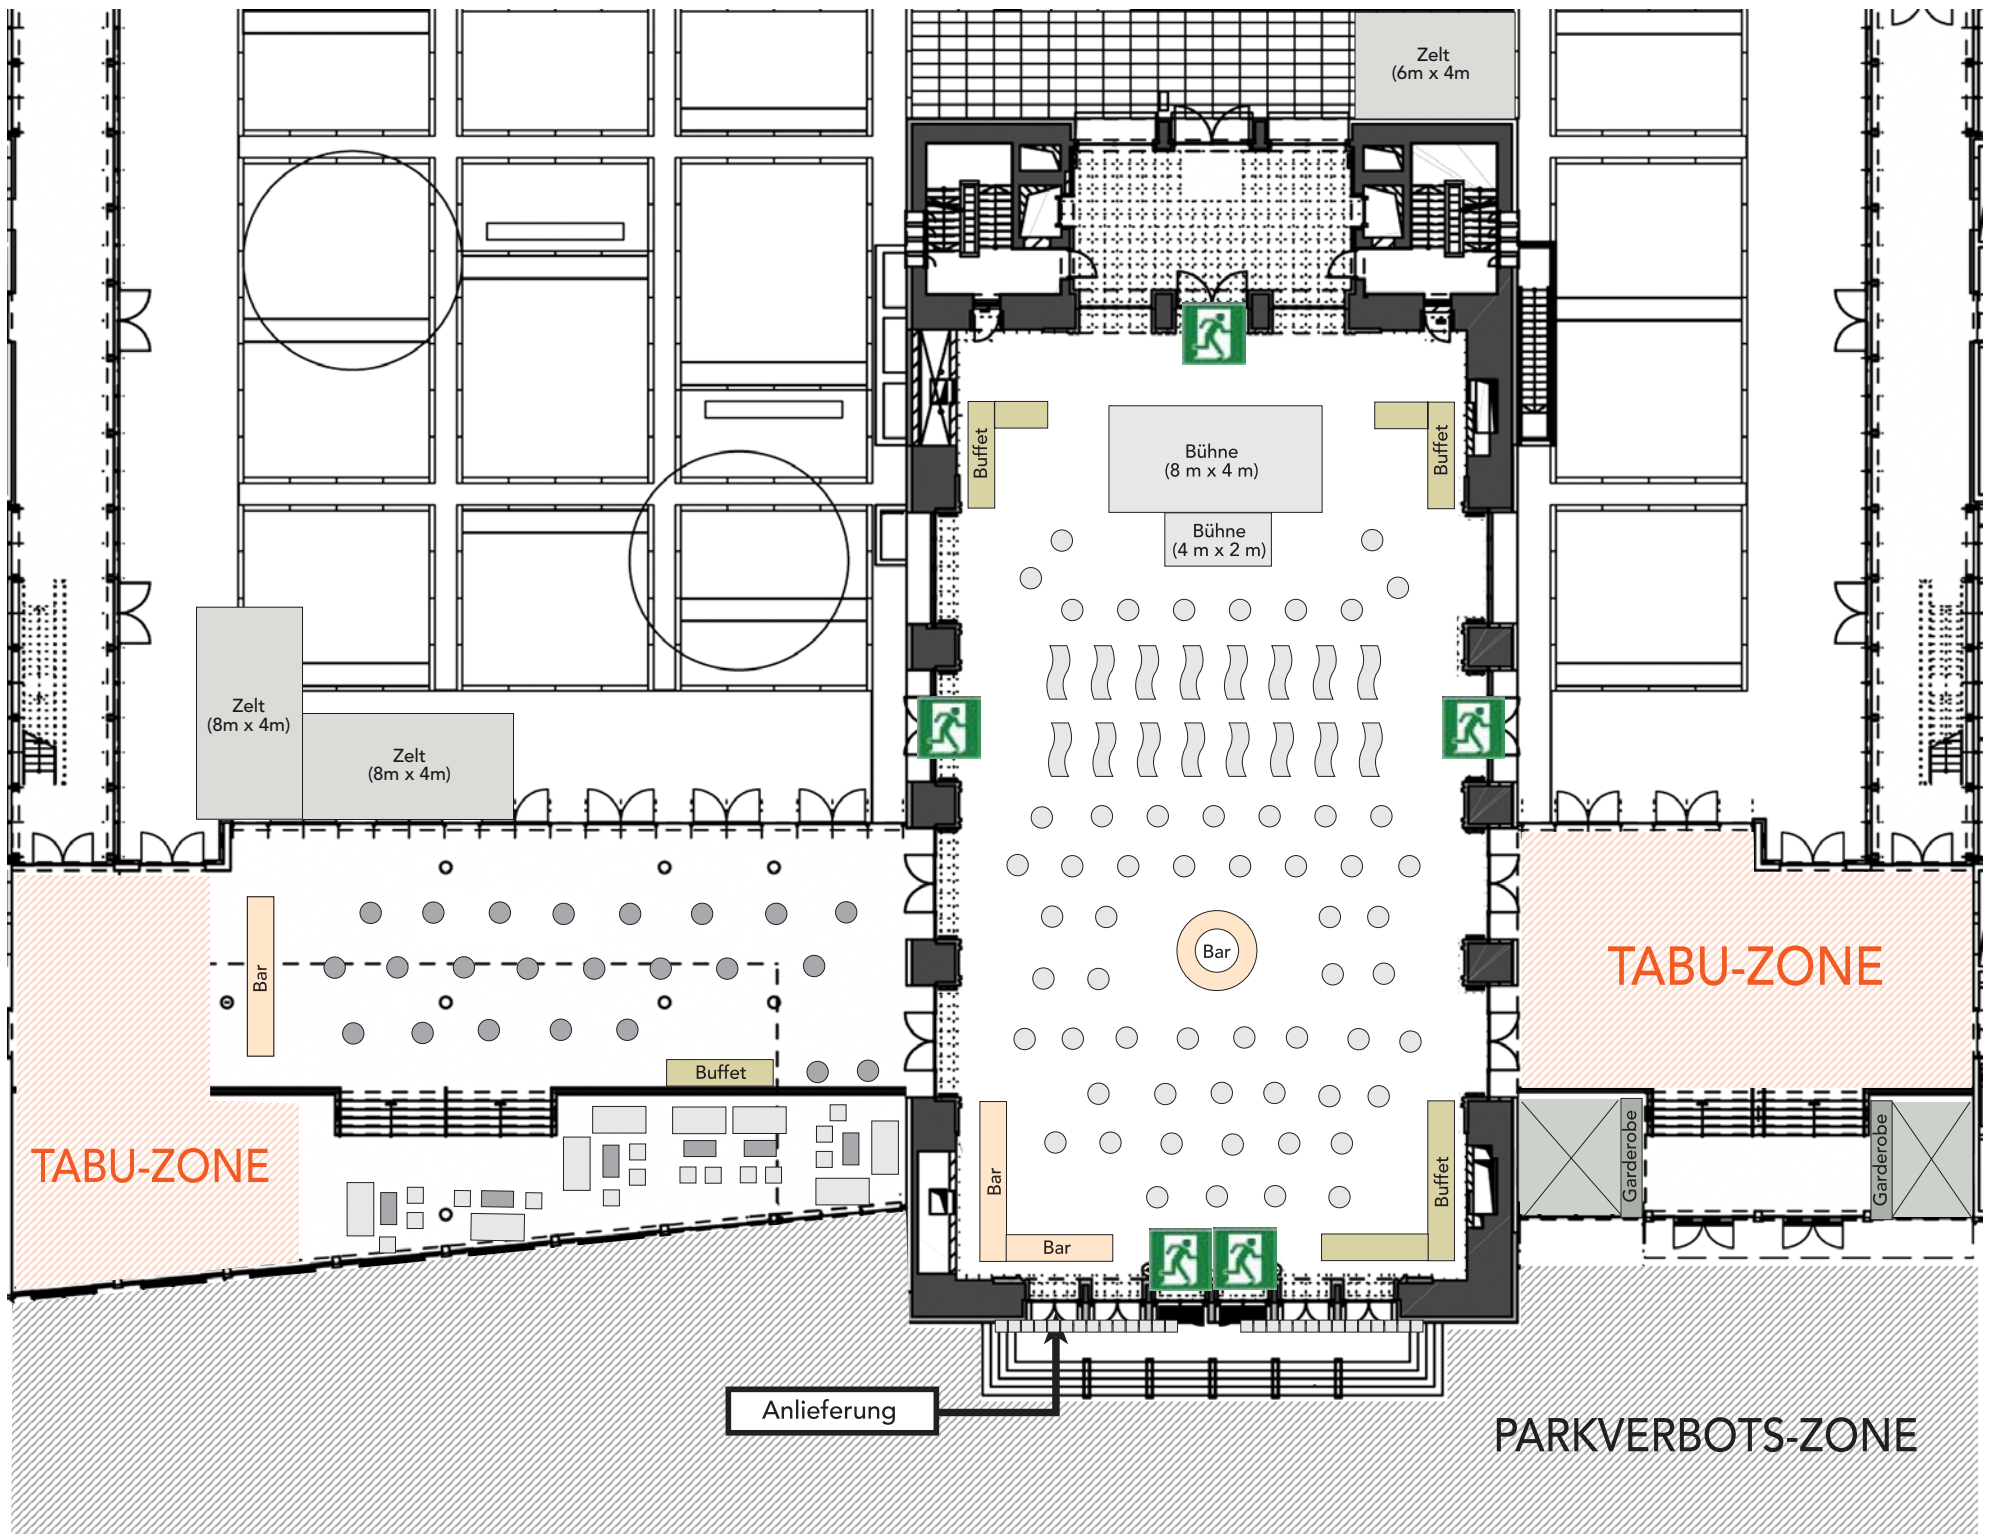 Zelt
(6m x 4m
Buffet
Bühne
(8 m x 4 m)
Buffet
Bühne
(4 m x 2 m)
Zelt
(8m x 4m)
Zelt
(8m x 4m)
Bar
Bar
TABU-ZONE
Buffet
TABU-ZONE
Bar
Bar
Buffet
Garderobe
Garderobe
Anlieferung
PARKVERBOTS-ZONE